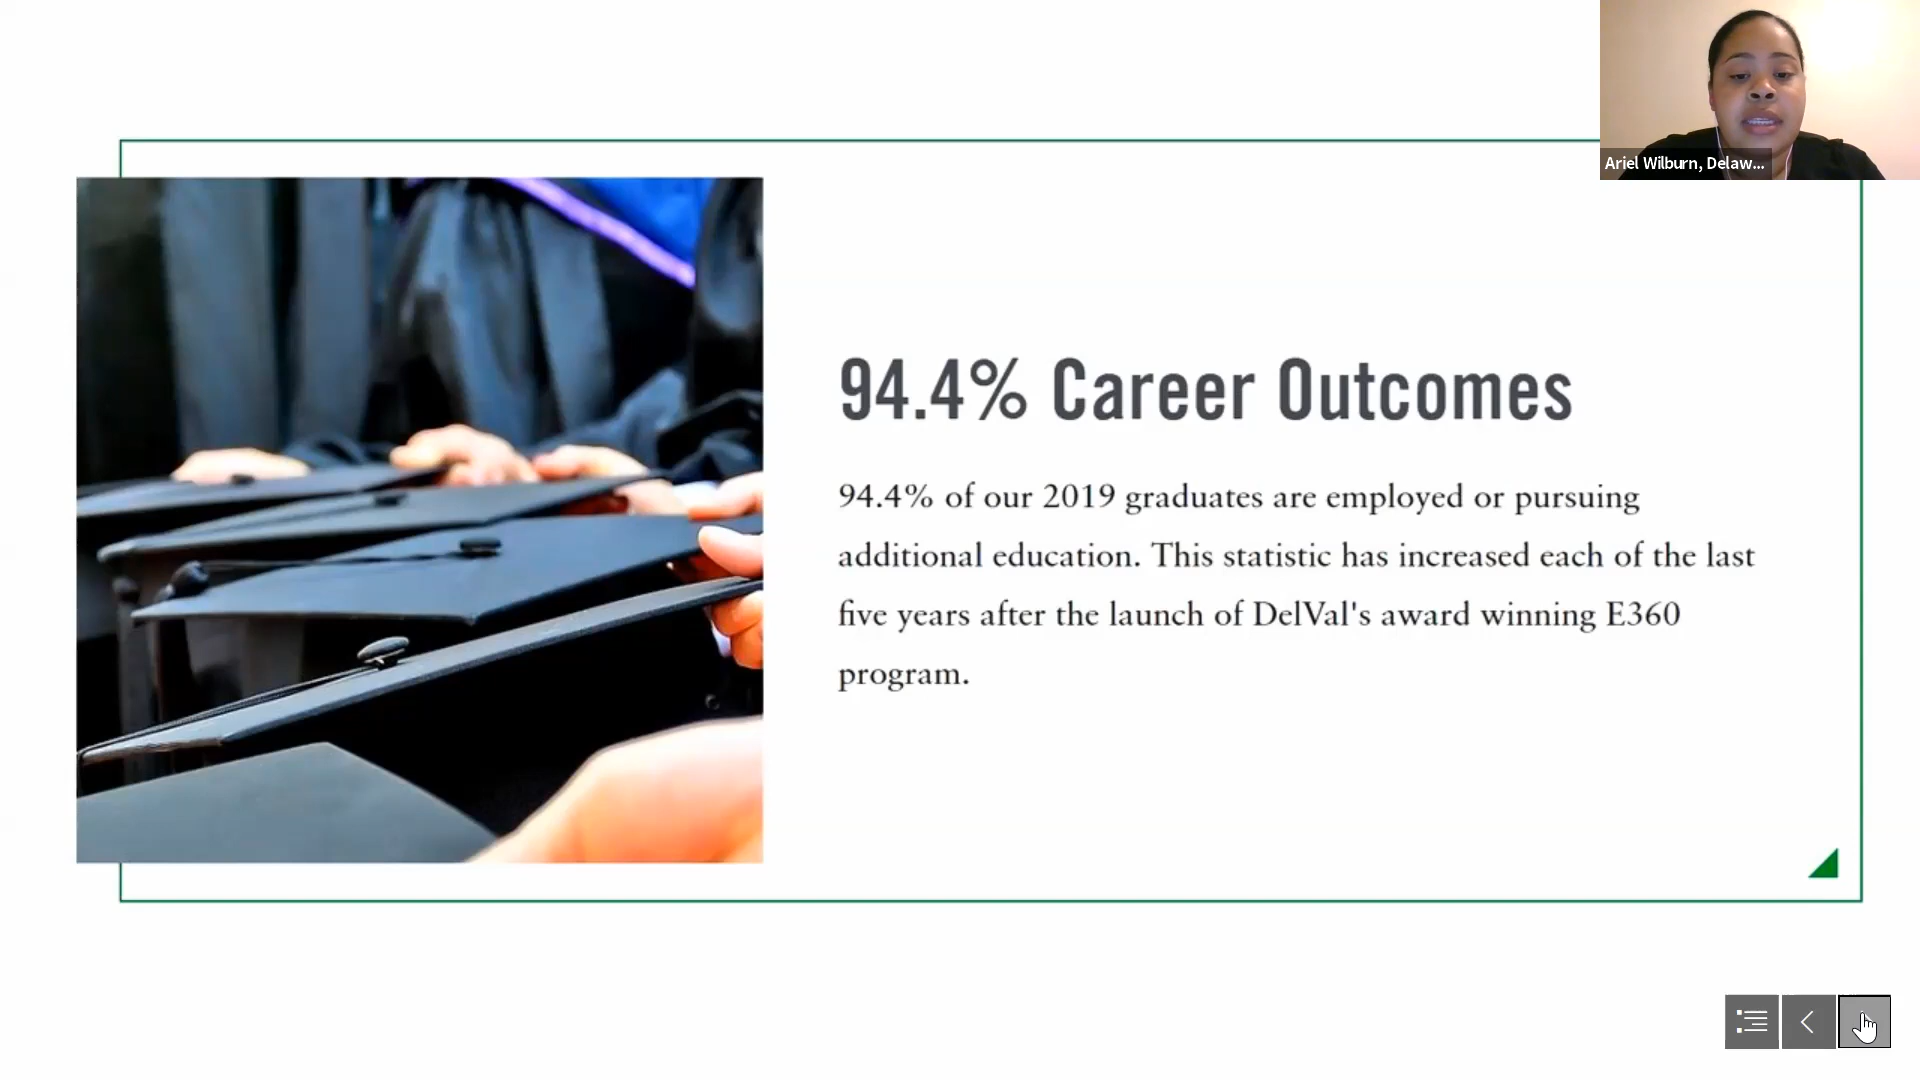 Ariel Wilburn, Delaw...
94.4% Career Outcomes
94.4% of our 2019 graduates are employed or pursuing
additional education. This statistic has increased each of the last
five years after the launch of DelVal's award winning E360
program.